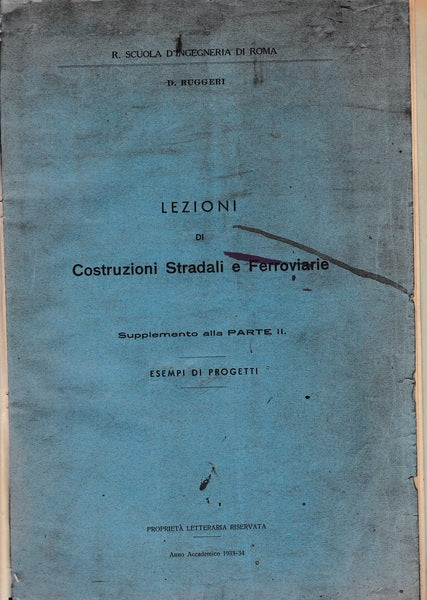 R. SCUOLA D'INGEGNERIA DI ROMA
D. RUGGERI
LEZIONI
DI
Costruzioni Stradali e Ferroviarie
Supplemento alla PARTE II.
ESEMPI DI PROGETTI
PROPRIETÀ LETTERARIA RISERVATA
Anno Accademico 1933-34